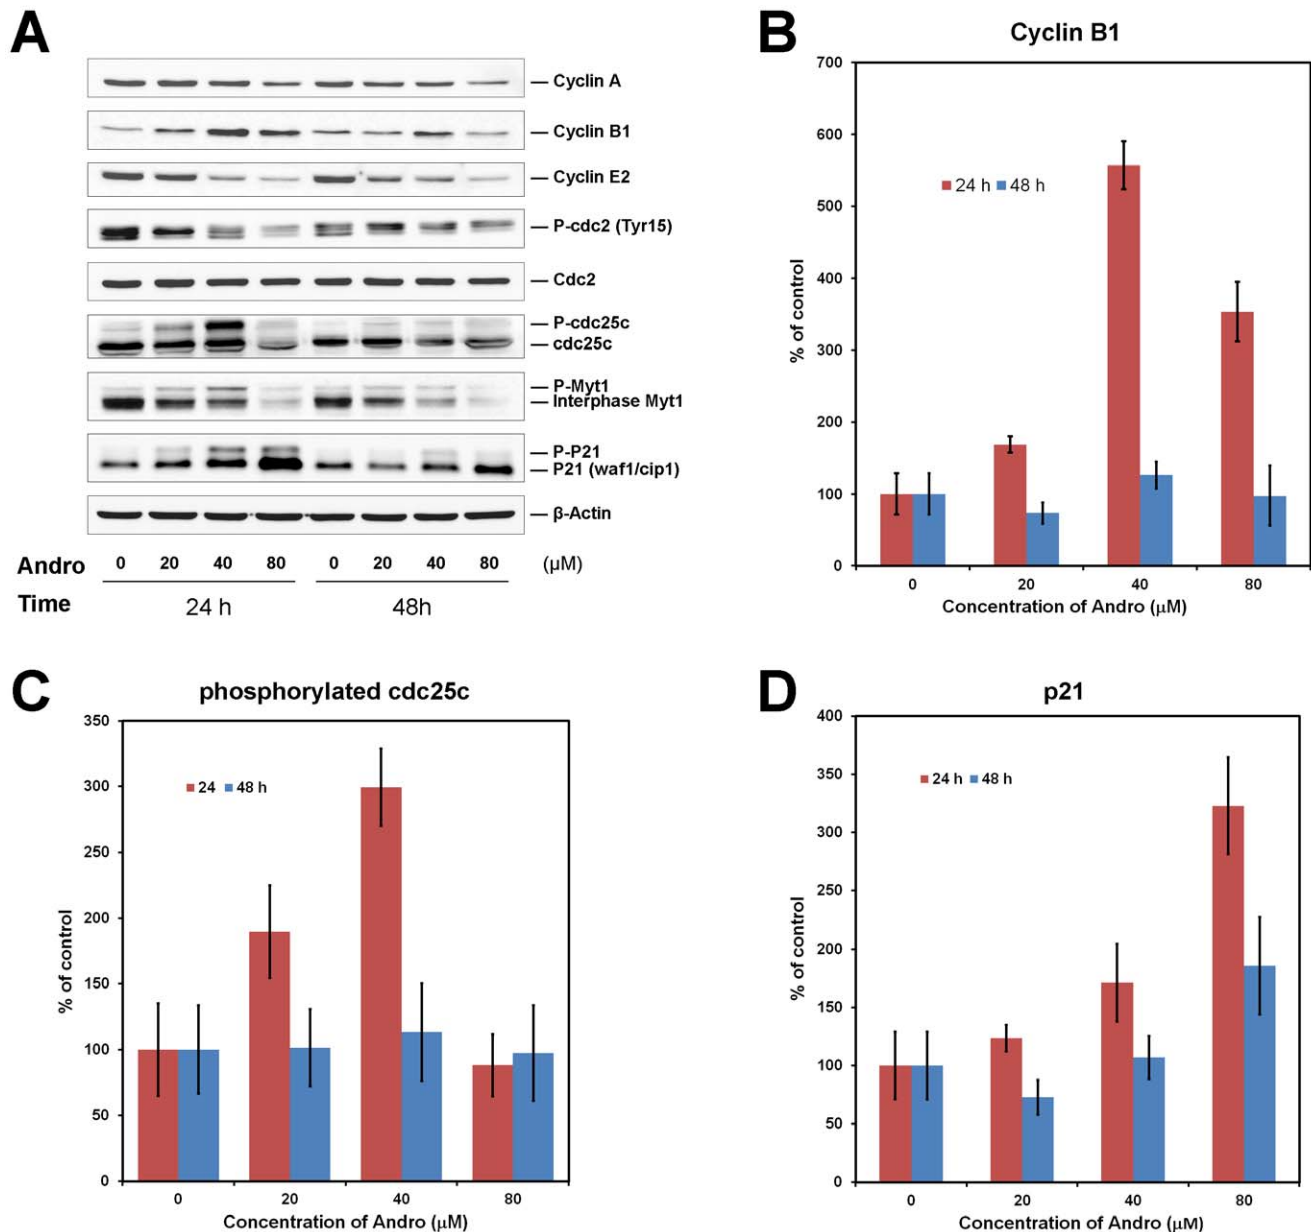 A
Cyclin A
Cyclin B1
Cyclin E2
P-cdc2 (Tyr15)
Cdc2
P-cdc25c
cdc25c
P-Myt1
Interphase Myt1
P-P21
P21 (waf1/cip1)
β-Actin
Andro 0 20 40 80 0 20 40 80 (μM)
Time 24 h 48h
B
Cyclin B1
700
600
500
400
300
200
100
0
% of control
24 h 48 h
0 20 40 80
Concentration of Andro (μM)
C
phosphorylated cdc25c
350
300
250
200
150
100
50
0
% of control
24 48 h
0 20 40 80
Concentration of Andro (μM)
D
p21
400
350
300
250
200
150
100
50
0
% of control
24 h 48 h
0 20 40 80
Concentration of Andro (μM)